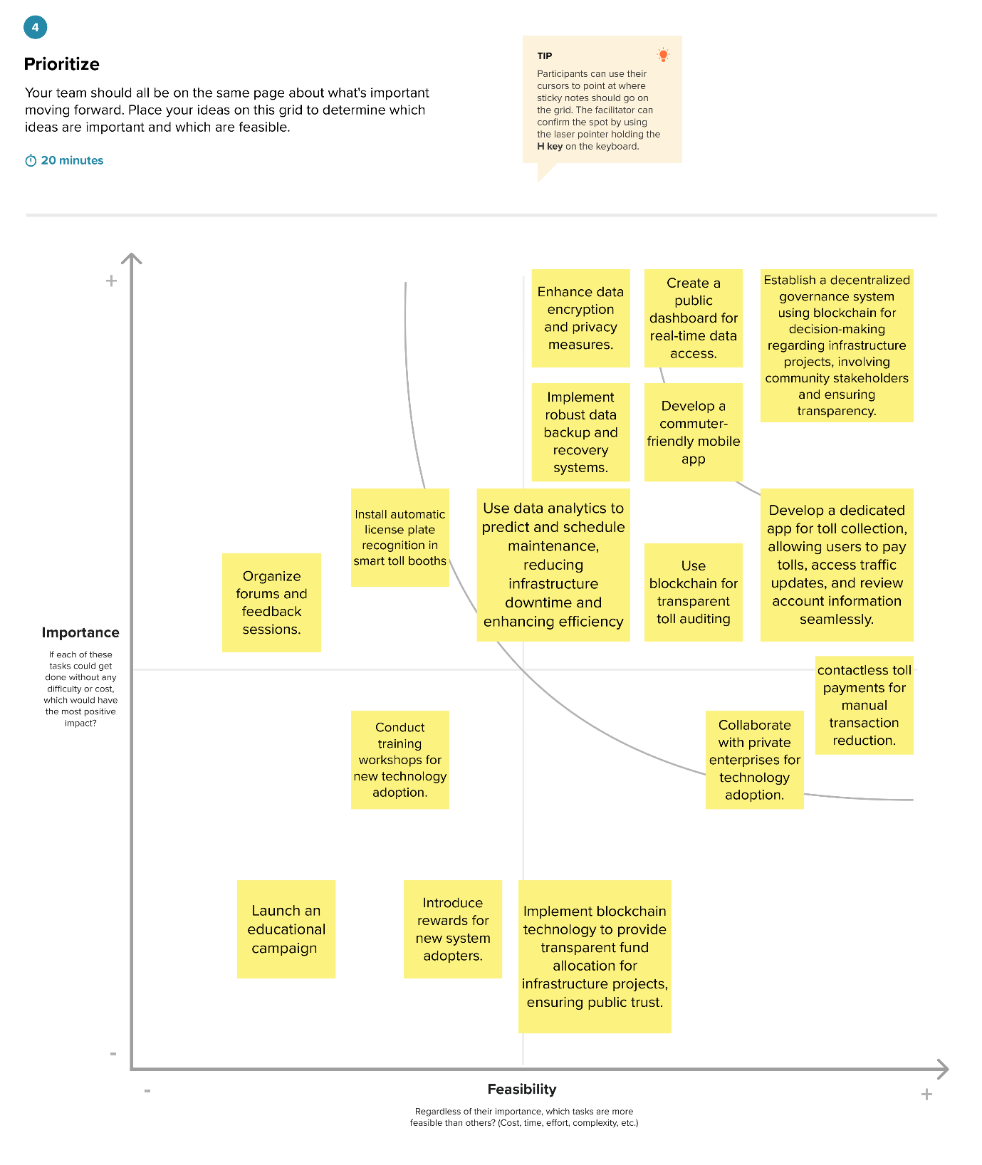 4
Prioritize
Your team should all be on the same page about what's important
moving forward. Place your ideas on this grid to determine which
ideas are important and which are feasible.
20 minutes
TIP
Participants can use their
cursors to point at where
sticky notes should go on
the grid. The facilitator can
confirm the spot by using
the laser pointer holding the
H key on the keyboard.
+
Enhance data
encryption
and privacy
measures.
Create a
public
dashboard for
real-time data
access.
Establish a decentralized
governance system
using blockchain for
decision-making
regarding infrastructure
projects, involving
community stakeholders
and ensuring
transparency.
Implement
robust data
backup and
recovery
systems.
Develop a
commuter-
friendly mobile
app
Install automatic
license plate
recognition in
smart toll booths
Use data analytics to
predict and schedule
maintenance,
reducing
infrastructure
downtime and
enhancing efficiency
Use
blockchain for
transparent
toll auditing
Develop a dedicated
app for toll collection,
allowing users to pay
tolls, access traffic
updates, and review
account information
seamlessly.
Organize
forums and
feedback
sessions.
Importance
If each of these
tasks could get
done without any
difficulty or cost,
which would have
the most positive
impact?
contactless toll
payments for
manual
transaction
reduction.
Conduct
training
workshops for
new technology
adoption.
Collaborate
with private
enterprises for
technology
adoption.
Launch an
educational
campaign
Introduce
rewards for
new system
adopters.
Implement blockchain
technology to provide
transparent fund
allocation for
infrastructure projects,
ensuring public trust.
-
-
Feasibility
+
Regardless of their importance, which tasks are more
feasible than others? (Cost, time, effort, complexity, etc.)